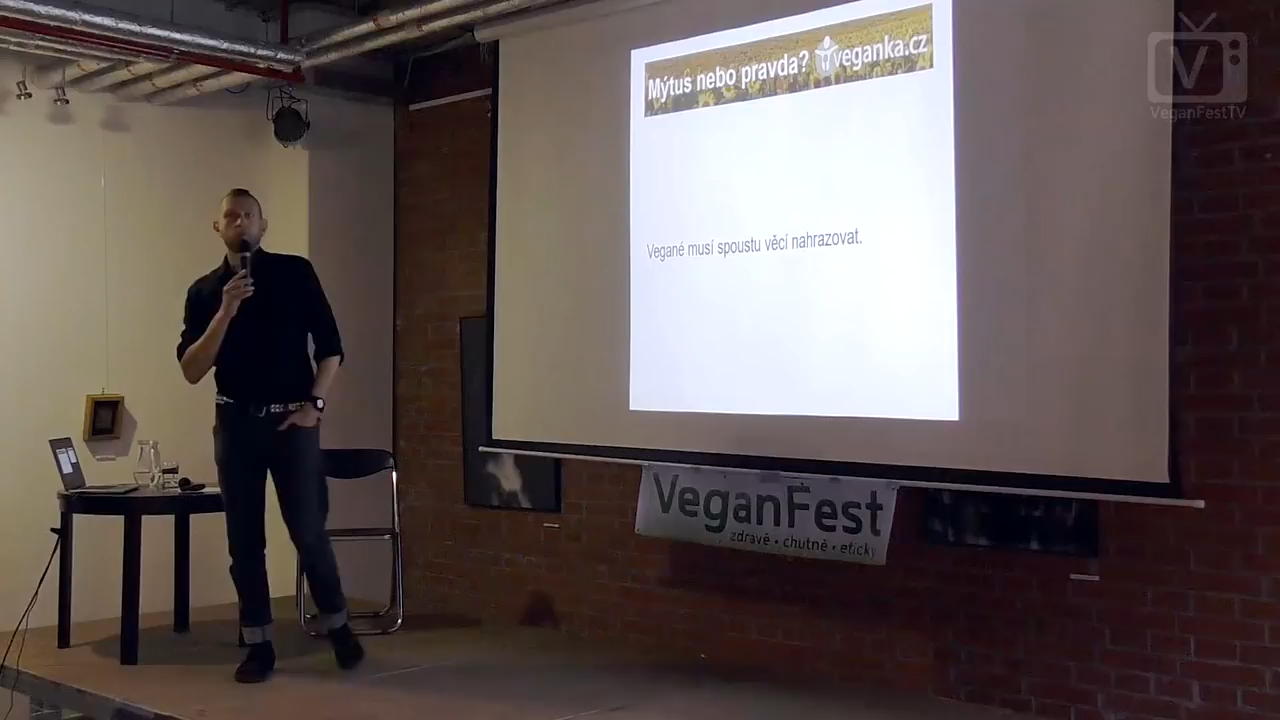 Mýtus nebo pravda? veganka.cz
Vegané musí spoustu věcí nahrazovat.
VeganFest
zdravě • chutně • eticky
V
VeganFestTV